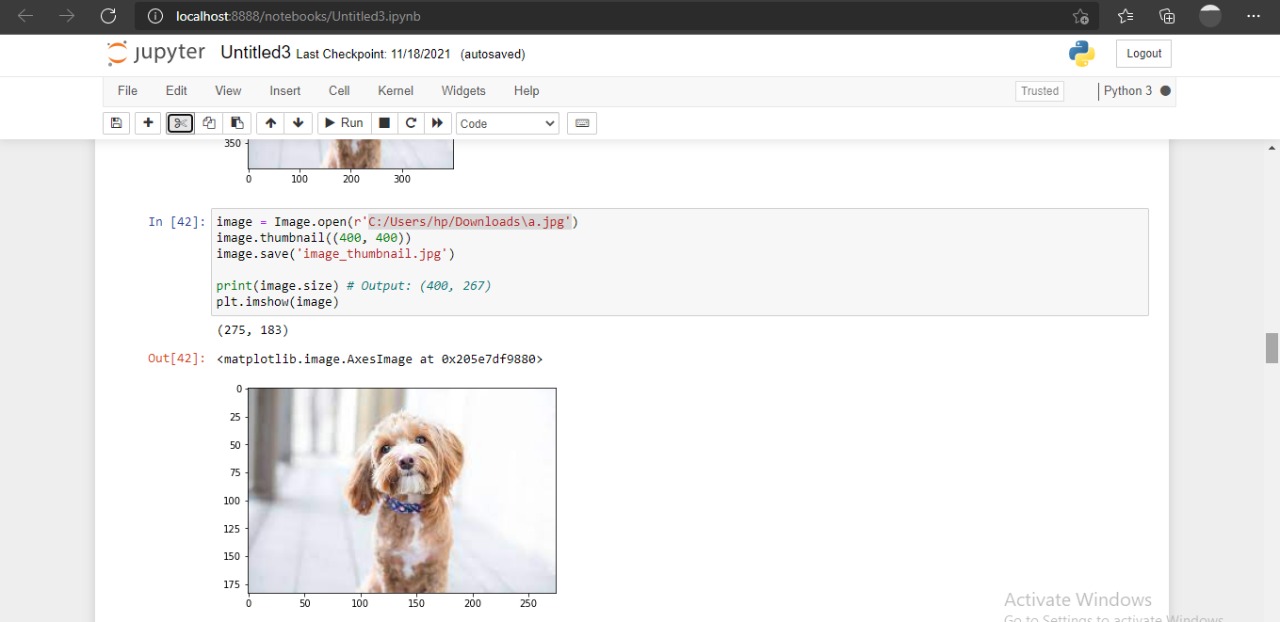 localhost:8888/notebooks/Untitled3.ipynb
jupyter Untitled3 Last Checkpoint: 11/18/2021 (autosaved)
Logout
File Edit View Insert Cell Kernel Widgets Help
Trusted
Python 3
Run
Code
350
0 100 200 300
In [42]: image = Image.open(r'C:/Users/hp/Downloads\a.jpg')
image.thumbnail((400, 400))
image.save('image_thumbnail.jpg')
print(image.size) # Output: (400, 267)
plt.imshow(image)
(275, 183)
Out[42]: <matplotlib.image.AxesImage at 0x205e7df9880>
0
25
50
75
100
125
150
175
0 50 100 150 200 250
Activate Windows
Go to Settings to activate Windows